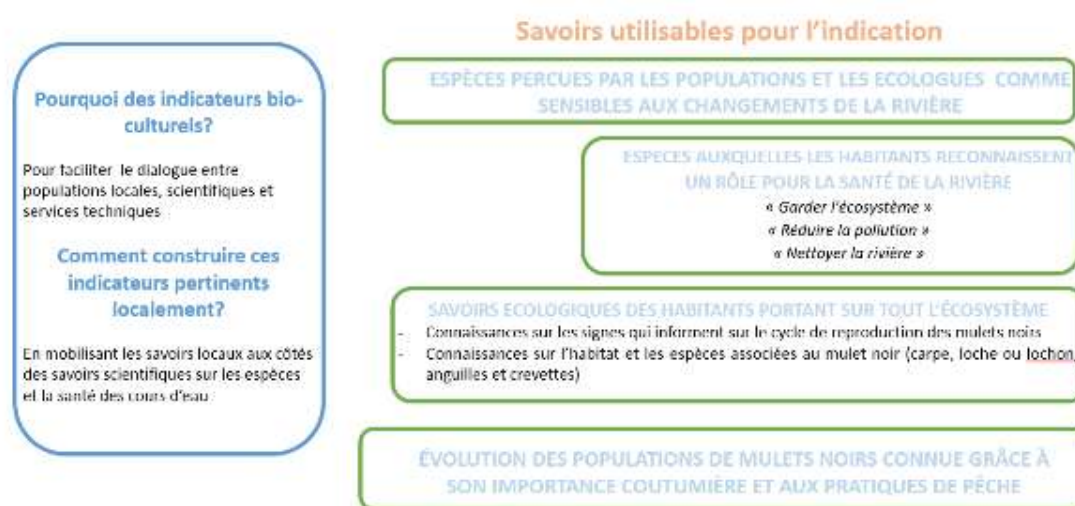 Pourquoi des indicateurs bio-
culturels?
Pour faciliter le dialogue entre
populations locales, scientifiques et
services techniques
Comment construire ces
indicateurs pertinents
localement?
En mobilisant les savoirs locaux aux côtés
des savoirs scientifiques sur les espèces
et la santé des cours d'eau
Savoirs utilisables pour l'indication
ESPÈCES PERCUES PAR LES POPULATIONS ET LES ECOLOGUES COMME
SENSIBLES AUX CHANGEMENTS DE LA RIVIÈRE
ESPECES AUXQUELLES LES HABITANTS RECONNAISSENT
UN RÔLE POUR LA SANTÉ DE LA RIVIÈRE
« Garder l'écosystème »
« Réduire la pollution »
« Nettoyer la rivière »
SAVOIRS ECOLOGIQUES DES HABITANTS PORTANT SUR TOUT L'ÉCOSYSTÈME
- Connaissances sur les signes qui informent sur le cycle de reproduction des mulets noirs
- Connaissances sur l'habitat et les espèces associées au mulet noir (carpe, loche ou lochon,
anguilles et crevettes)
ÉVOLUTION DES POPULATIONS DE MULETS NOIRS CONNUE GRÂCE À
SON IMPORTANCE COUTUMIÈRE ET AUX PRATIQUES DE PÊCHE